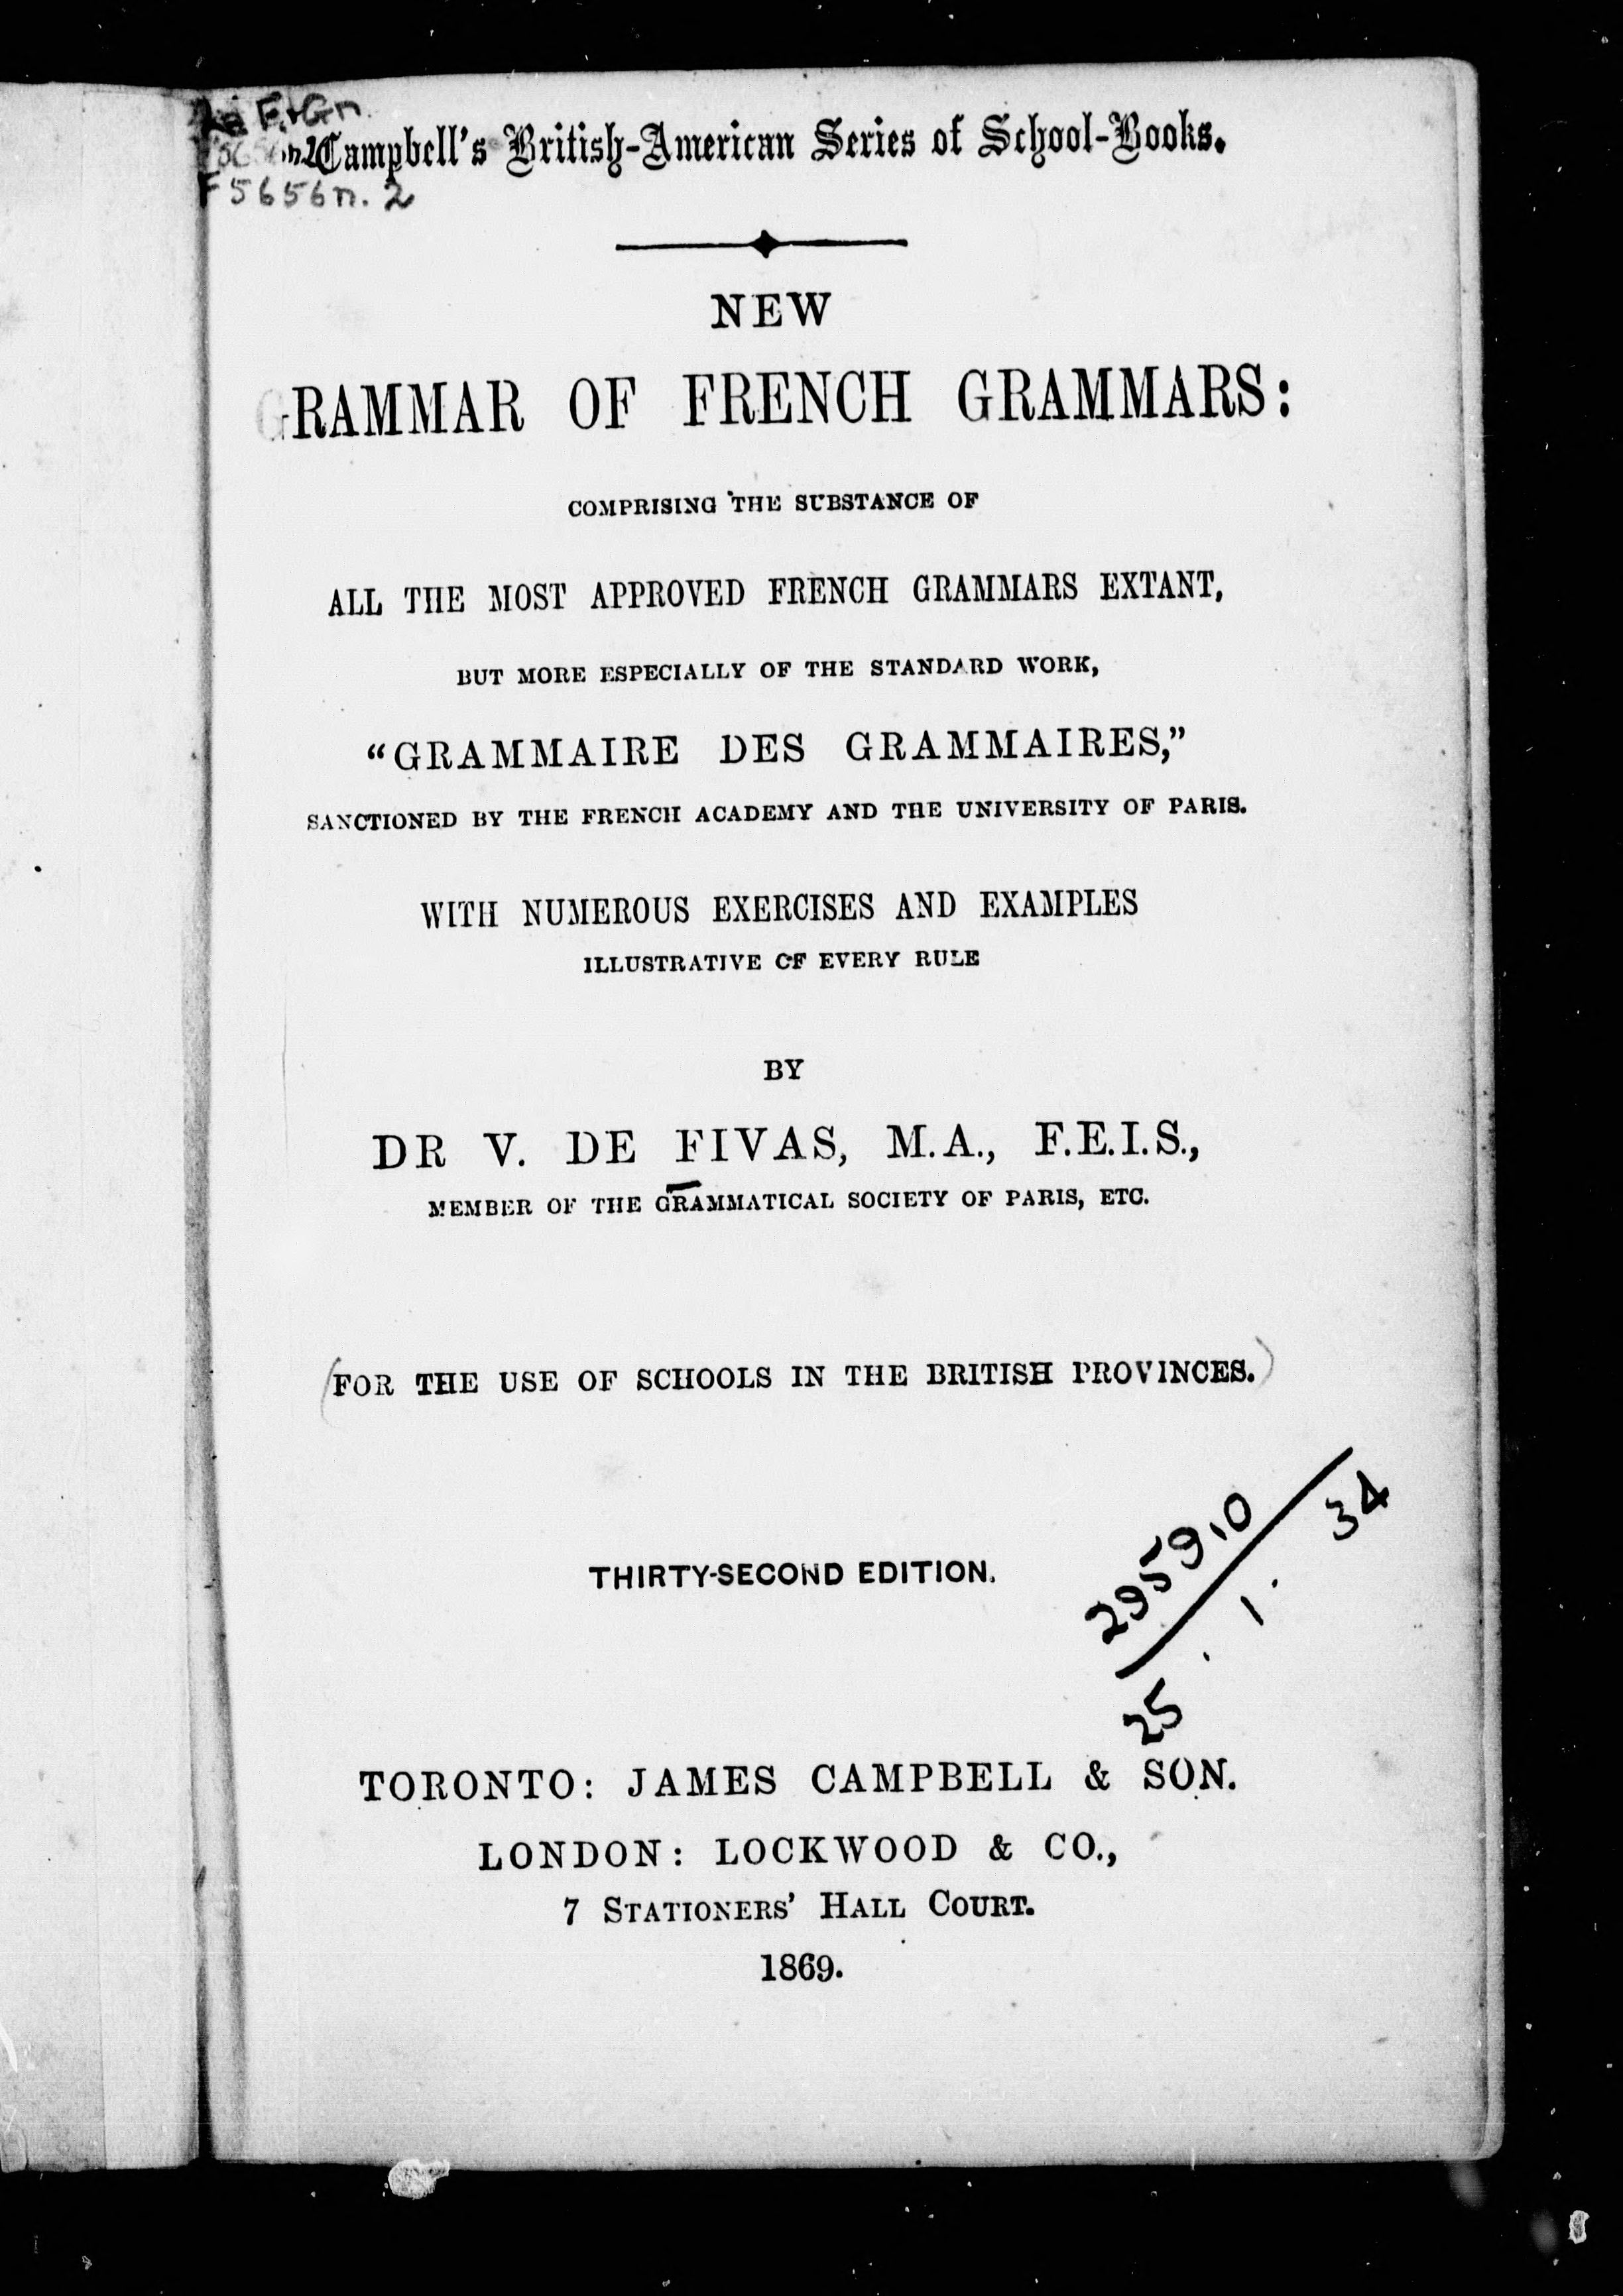 F5656n.2
Campbell's British-American Series of School-Books.
NEW
GRAMMAR OF FRENCH GRAMMARS:
COMPRISING THE SUBSTANCE OF
ALL THE MOST APPROVED FRENCH GRAMMARS EXTANT,
BUT MORE ESPECIALLY OF THE STANDARD WORK,
“GRAMMAIRE DES GRAMMAIRES,”
SANCTIONED BY THE FRENCH ACADEMY AND THE UNIVERSITY OF PARIS.
WITH NUMEROUS EXERCISES AND EXAMPLES
ILLUSTRATIVE OF EVERY RULE
BY
DR V. DE FIVAS, M.A., F.E.I.S.,
MEMBER OF THE GRAMMATICAL SOCIETY OF PARIS, ETC.
(FOR THE USE OF SCHOOLS IN THE BRITISH PROVINCES.)
THIRTY-SECOND EDITION.
295910
25.1.34
TORONTO: JAMES CAMPBELL & SON.
LONDON: LOCKWOOD & CO.,
7 STATIONERS' HALL COURT.
1869.